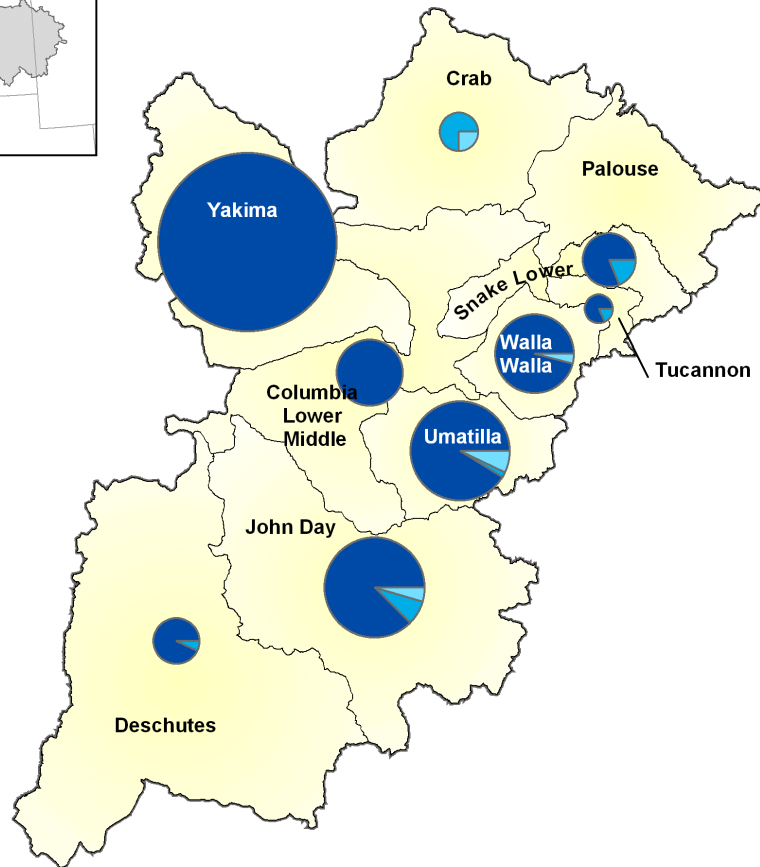 Crab
Palouse
Yakima
Snake Lower
Walla
Walla
Tucannon
Columbia
Lower
Middle
Umatilla
John Day
Deschutes